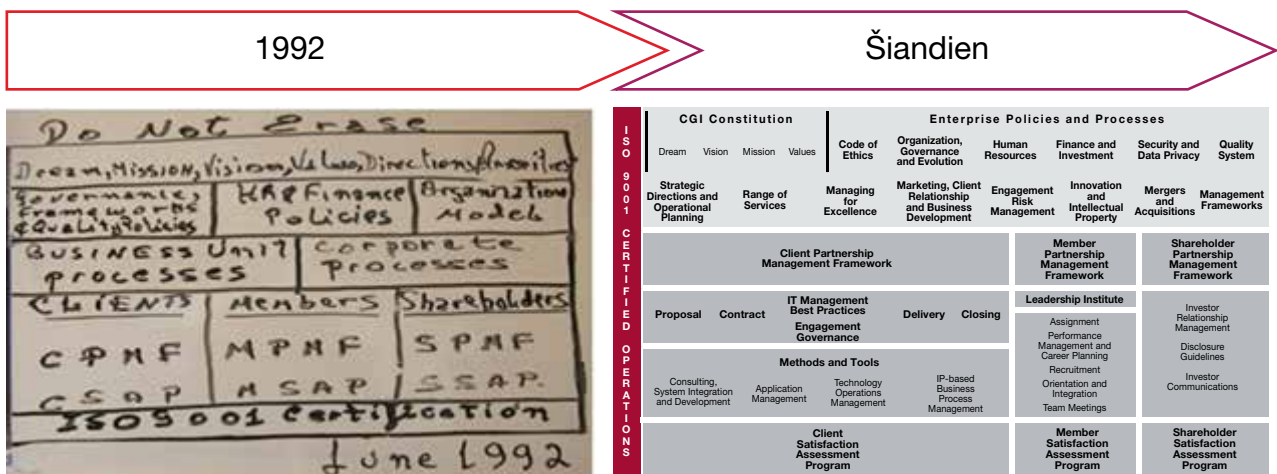 1992
Šiandien
Do Not Erase
Dream, Mission, Vision, Values, Directions, Priorities
Governance, HR & Finance Organization
frameworks Policies Model
& Quality Policies
Business Unit Corporate
processes processes
CLIENTS Members Shareholders
CPMF MPMF SPMF
CSAP MSAP SSAP.
ISO 9001 Certification
June 1992
ISO 9001 CERTIFIED OPERATIONS
CGI Constitution
Dream Vision Mission Values
Enterprise Policies and Processes
Code of
Ethics
Organization,
Governance
and Evolution
Human
Resources
Finance and
Investment
Security and
Data Privacy
Quality
System
Strategic
Directions and
Operational
Planning
Range of
Services
Managing
for
Excellence
Marketing, Client
Relationship
and Business
Development
Engagement
Risk
Management
Innovation
and
Intellectual
Property
Mergers
and
Acquisitions
Management
Frameworks
Client Partnership
Management Framework
Member
Partnership
Management
Framework
Shareholder
Partnership
Management
Framework
Proposal
Contract
IT Management
Best Practices
Engagement
Governance
Delivery
Closing
Methods and Tools
Consulting,
System Integration
and Development
Application
Management
Technology
Operations
Management
IP-based
Business
Process
Management
Leadership Institute
Assignment
Performance
Management and
Career Planning
Recruitment
Orientation and
Integration
Team Meetings
Investor
Relationship
Management
Disclosure
Guidelines
Investor
Communications
Client
Satisfaction
Assessment
Program
Member
Satisfaction
Assessment
Program
Shareholder
Satisfaction
Assessment
Program